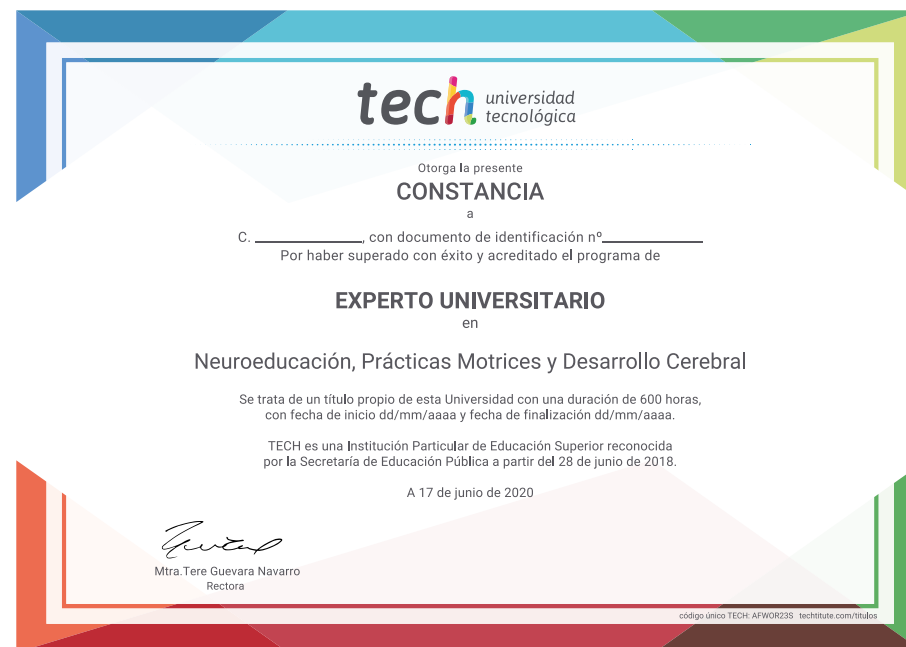 tech universidad
tecnológica
Otorga la presente
CONSTANCIA
a
C. ____________, con documento de identificación nº____________
Por haber superado con éxito y acreditado el programa de
EXPERTO UNIVERSITARIO
en
Neuroeducación, Prácticas Motrices y Desarrollo Cerebral
Se trata de un título propio de esta Universidad con una duración de 600 horas,
con fecha de inicio dd/mm/aaaa y fecha de finalización dd/mm/aaaa.
TECH es una Institución Particular de Educación Superior reconocida
por la Secretaría de Educación Pública a partir del 28 de junio de 2018.
A 17 de junio de 2020
Mtra.Tere Guevara Navarro
Rectora
código único TECH: AFWOR23S techtitute.com/titulos